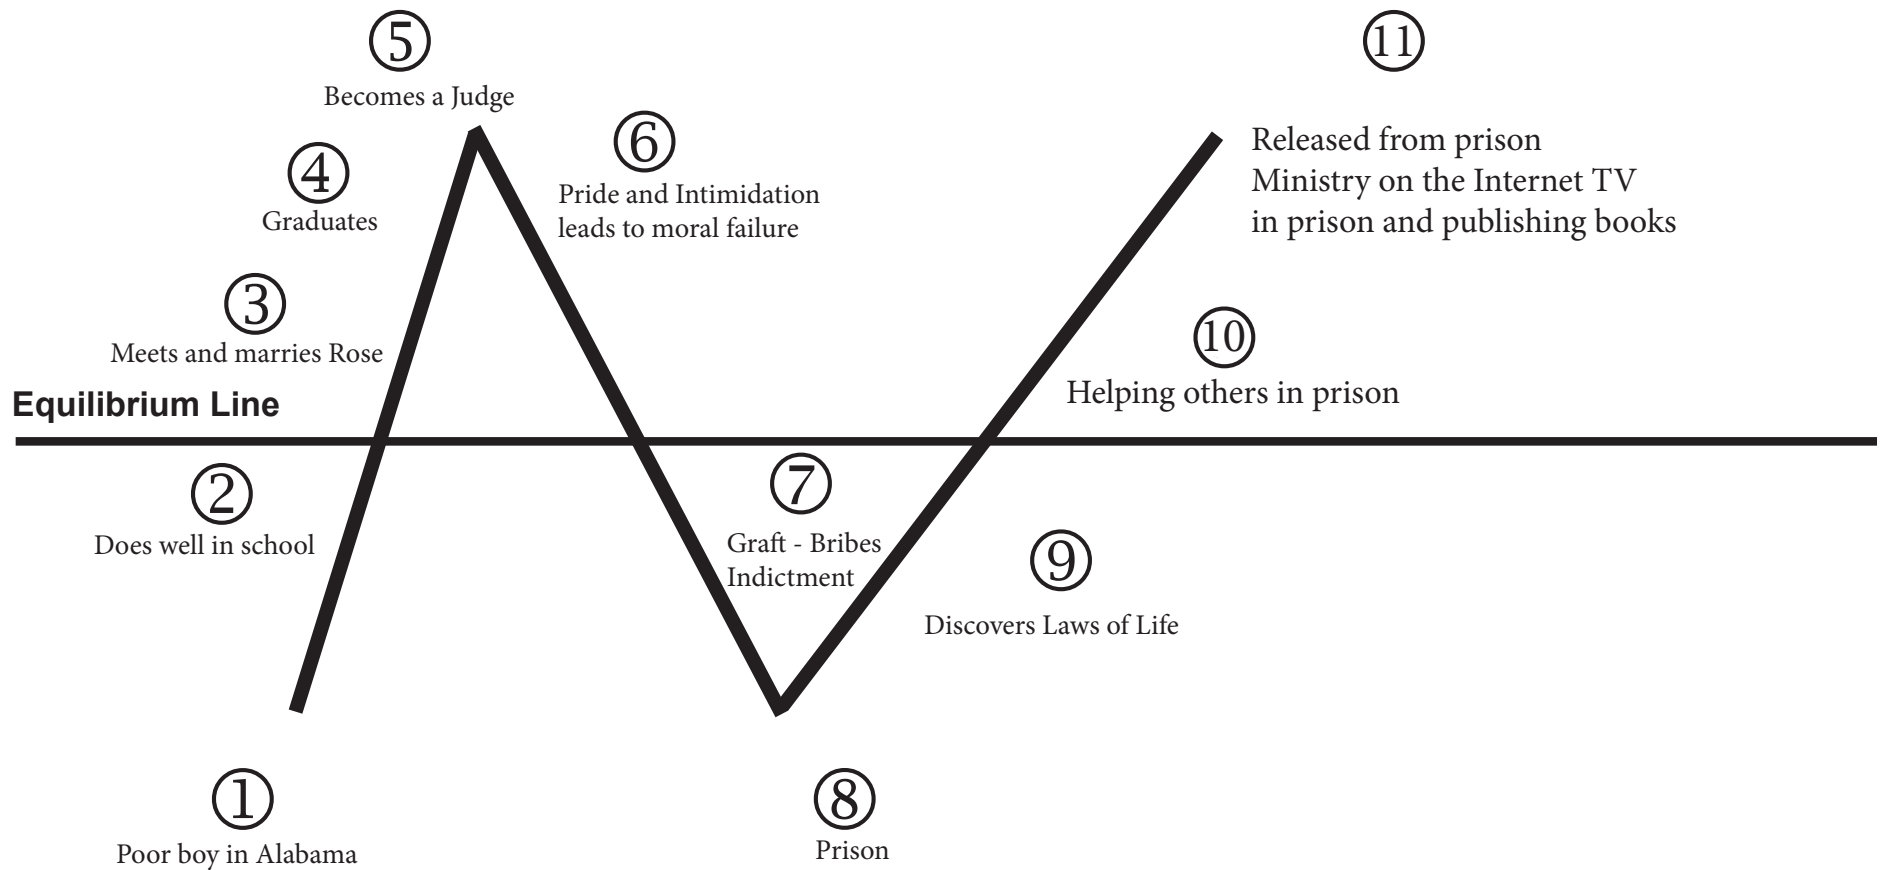 5
Becomes a Judge
11
4
Graduates
6
Pride and Intimidation
leads to moral failure
Released from prison
Ministry on the Internet TV
in prison and publishing books
3
Meets and marries Rose
10
Helping others in prison
Equilibrium Line
2
Does well in school
7
Graft - Bribes
Indictment
9
Discovers Laws of Life
1
Poor boy in Alabama
8
Prison